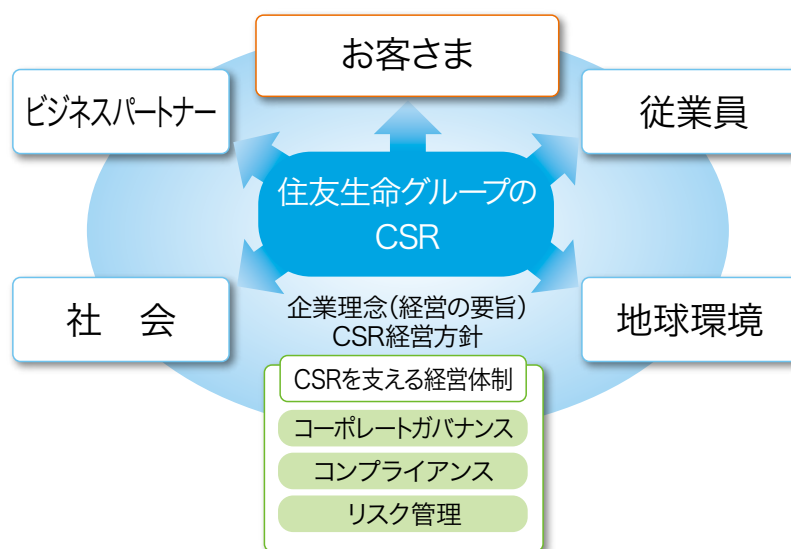 お客さま
ビジネスパートナー
従業員
住友生命グループの
CSR
社　会
地球環境
企業理念(経営の要旨)
CSR経営方針
CSRを支える経営体制
コーポレートガバナンス
コンプライアンス
リスク管理